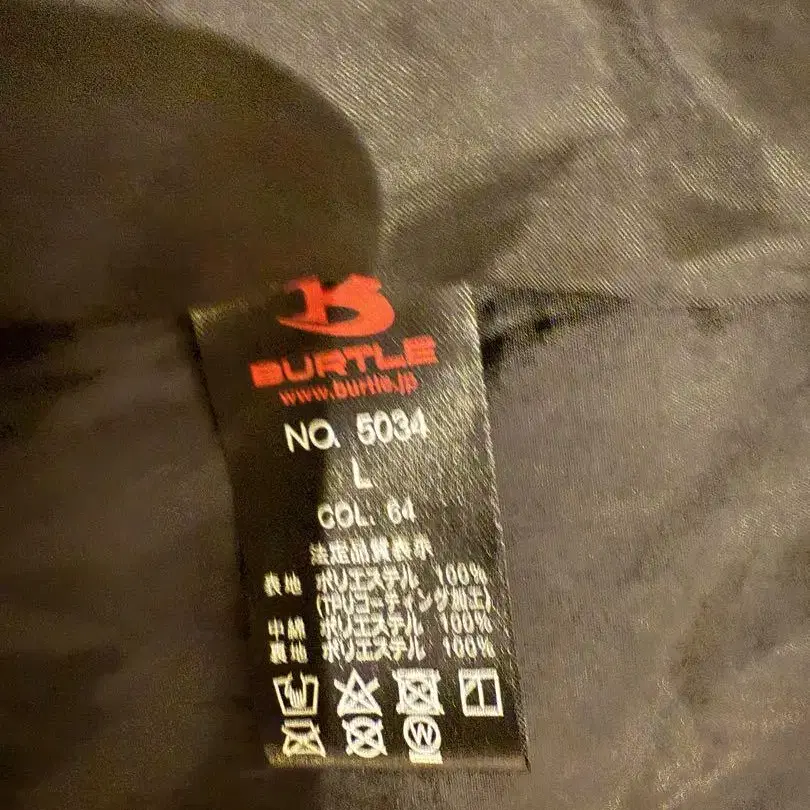 BURTLE
www.burtle.jp
NO. 5034
L
COL. 64
法定品質表示
表地 ポリエステル 100%
(TPUコーティング加工)
中綿 ポリエステル 100%
裏地 ポリエステル 100%
W